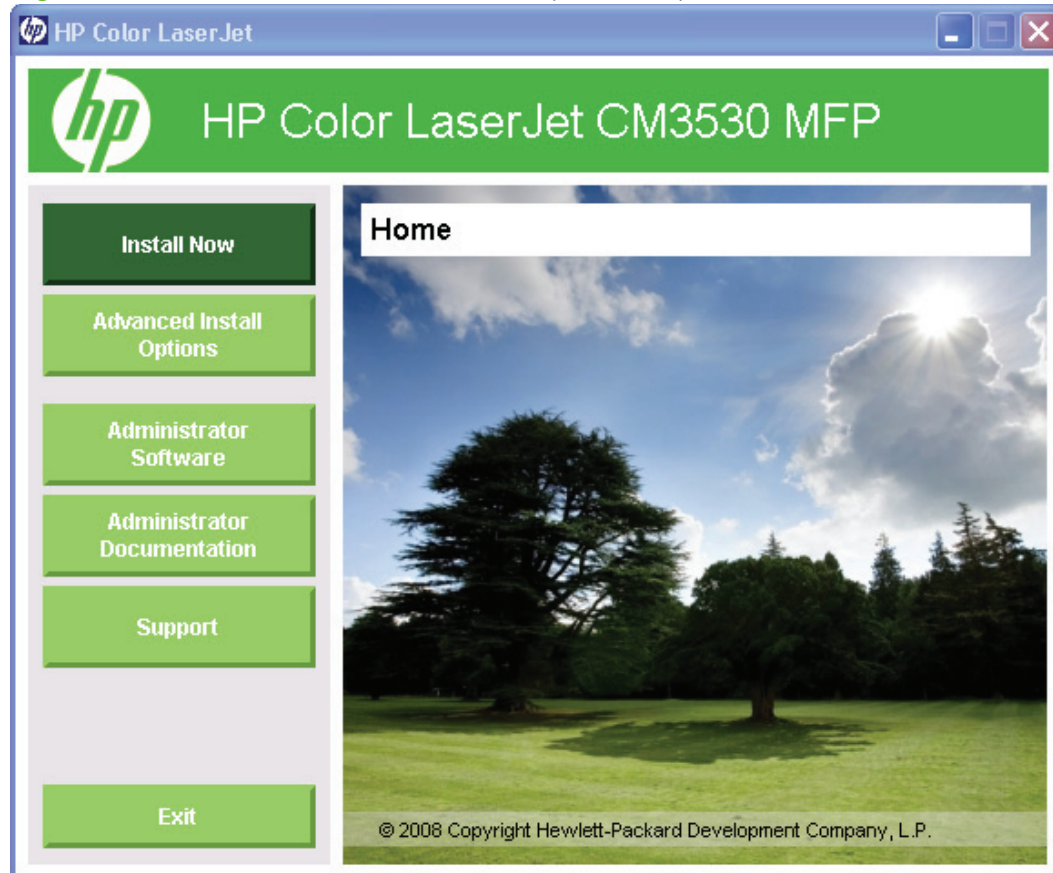 HP Color LaserJet
hp
HP Color LaserJet CM3530 MFP
Install Now
Advanced Install
Options
Administrator
Software
Administrator
Documentation
Support
Exit
Home
© 2008 Copyright Hewlett-Packard Development Company, L.P.